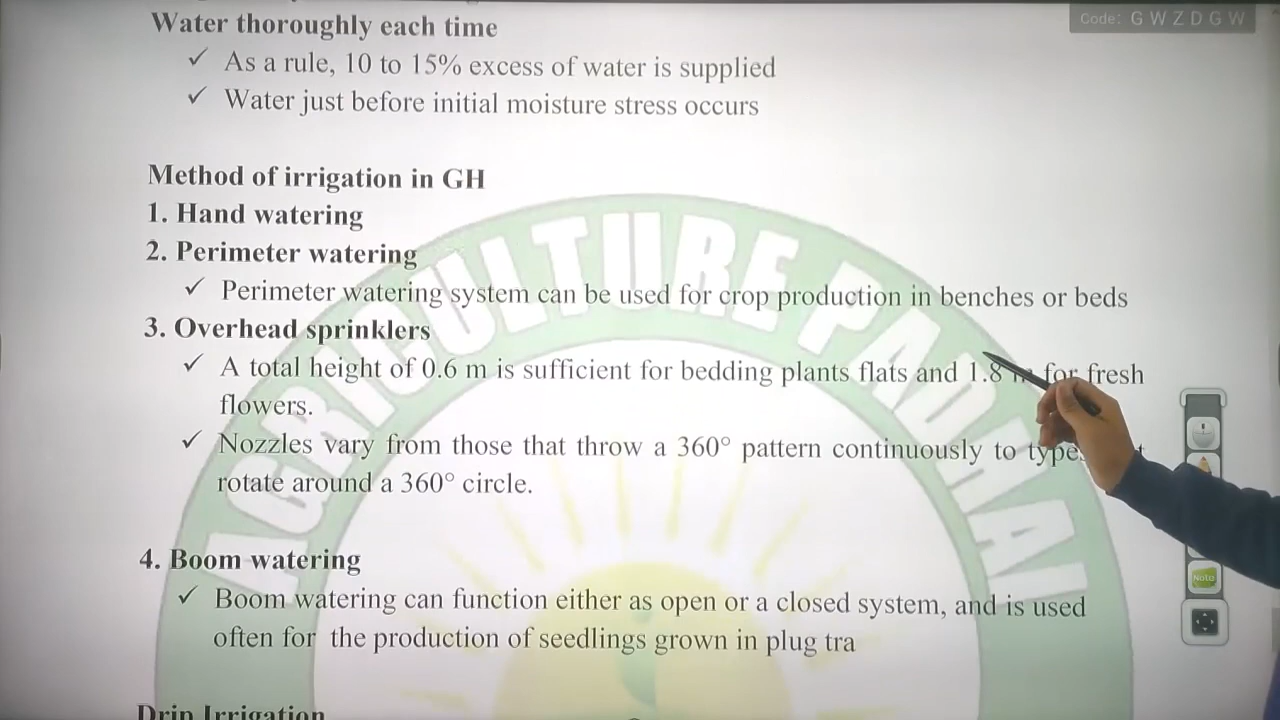 Code: G W Z D G W
Water thoroughly each time
✓ As a rule, 10 to 15% excess of water is supplied
✓ Water just before initial moisture stress occurs
Method of irrigation in GH
1. Hand watering
2. Perimeter watering
✓ Perimeter watering system can be used for crop production in benches or beds
3. Overhead sprinklers
✓ A total height of 0.6 m is sufficient for bedding plants flats and 1.8 for fresh
flowers.
✓ Nozzles vary from those that throw a 360° pattern continuously to
rotate around a 360° circle.
4. Boom watering
✓ Boom watering can function either as open or a closed system, and is used
often for the production of seedlings grown in plug tra
Drip Irrigation
AGRICULTURE PATHAI
Note